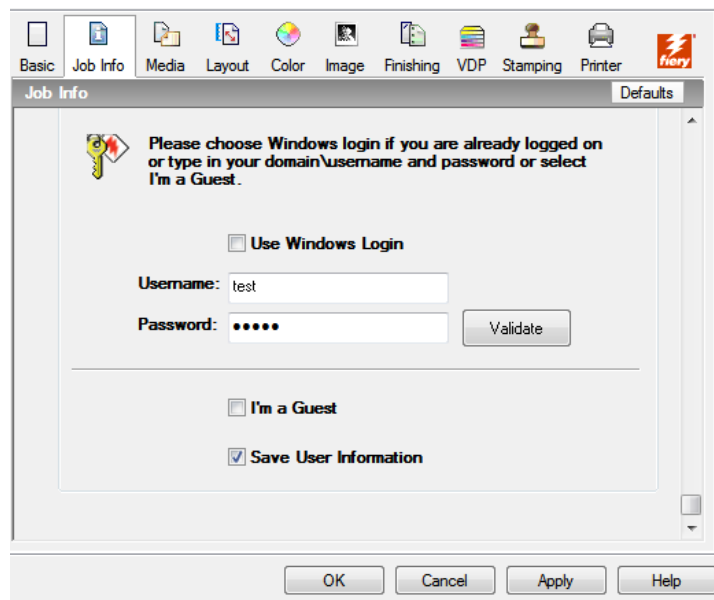 Basic Job Info Media Layout Color Image Finishing VDP Stamping Printer fiery
Job Info Defaults
Please choose Windows login if you are already logged on
or type in your domain\username and password or select
I'm a Guest.
Use Windows Login
Username: test
Password: •••••
Validate
I'm a Guest
Save User Information
OK Cancel Apply Help